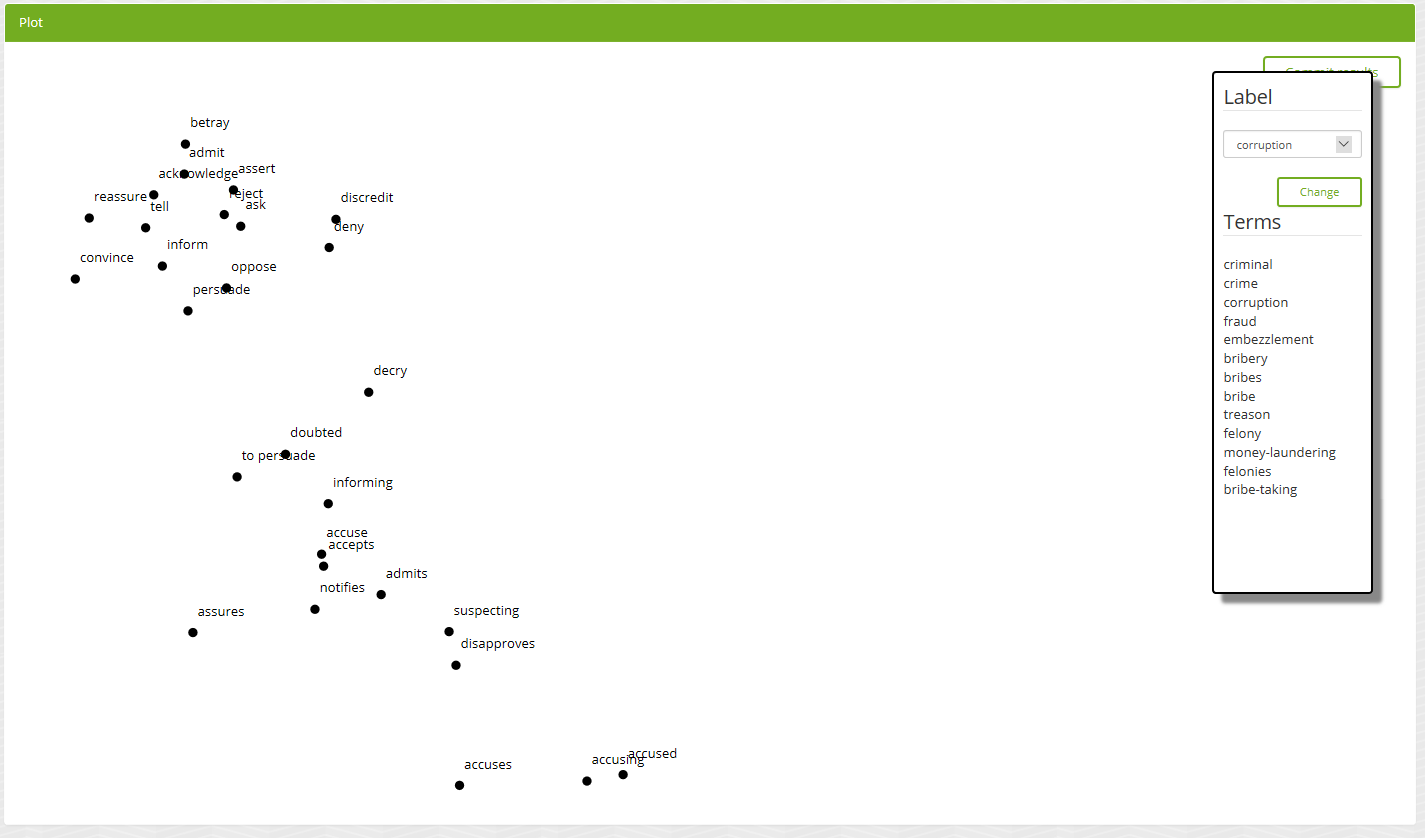 Plot
Commit results
Label
corruption
Change
Terms
criminal
crime
corruption
fraud
embezzlement
bribery
bribes
bribe
treason
felony
money-laundering
felonies
bribe-taking
betray
admit
assert
acknowledge
reject
reassure
discredit
ask
tell
deny
inform
convince
oppose
persuade
decry
doubted
to persuade
informing
accuse
accepts
admits
notifies
suspecting
assures
disapproves
accused
accusing
accuses